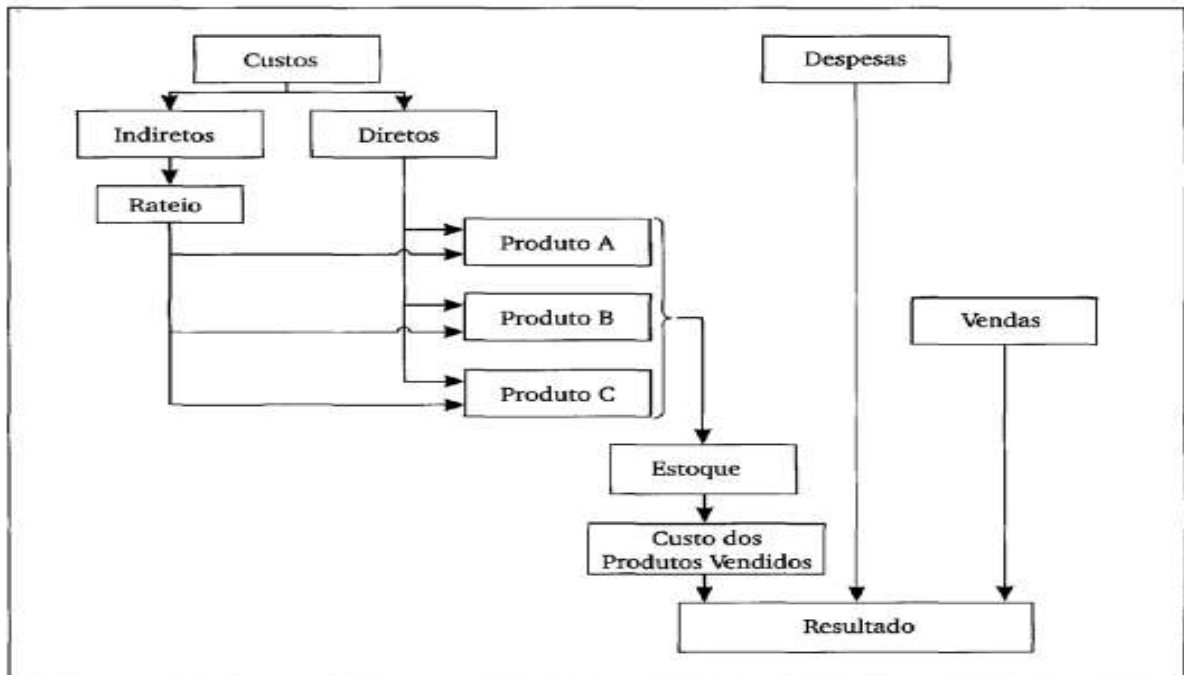 Custos
Despesas
Indiretos
Diretos
Rateio
Produto A
Produto B
Vendas
Produto C
Estoque
Custo dos
Produtos Vendidos
Resultado